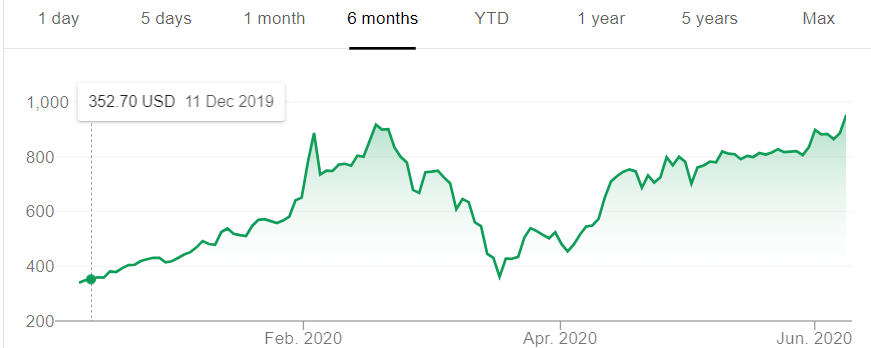 1 day 5 days 1 month 6 months YTD 1 year 5 years Max
352.70 USD 11 Dec 2019
1,000
800
600
400
200
Feb. 2020 Apr. 2020 Jun. 2020